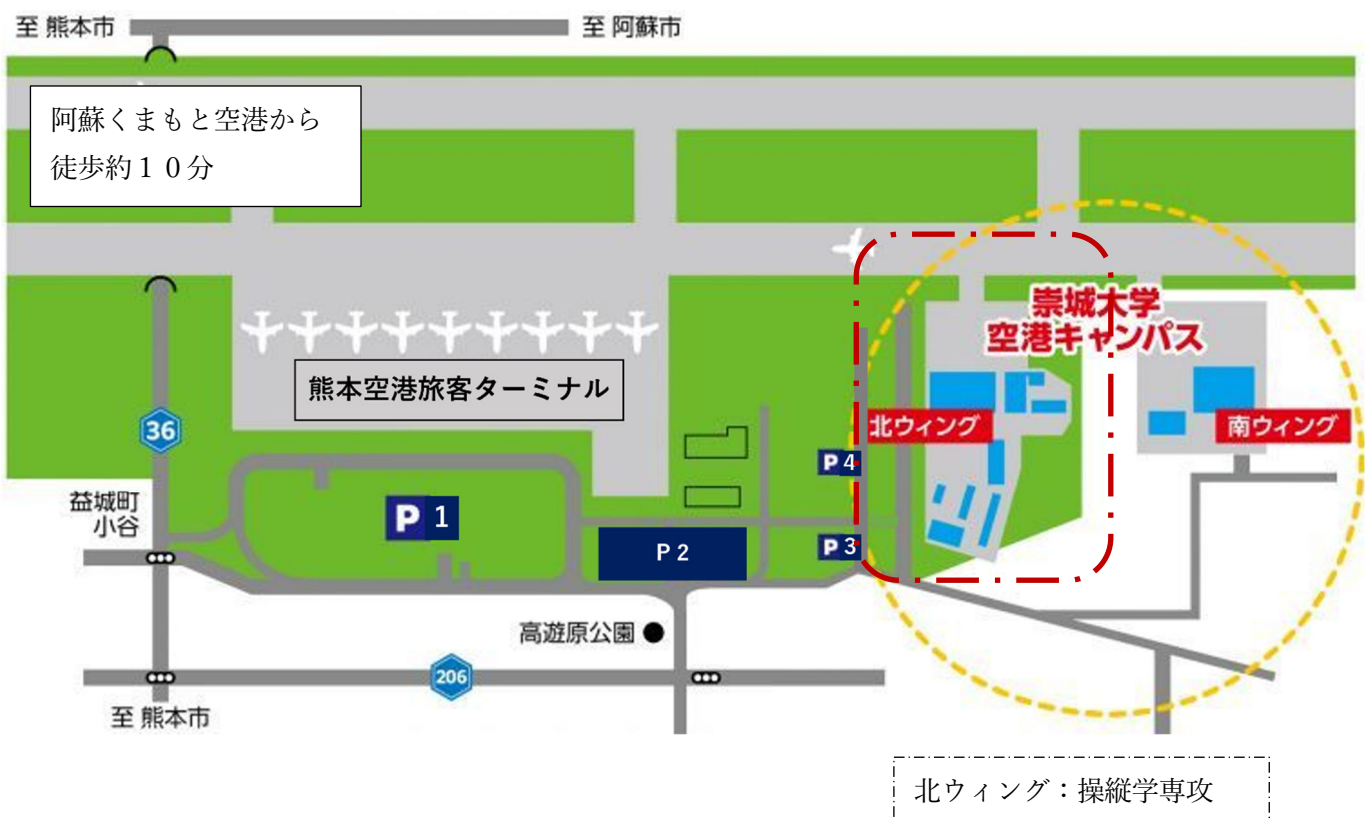 至 熊本市
至 阿蘇市
阿蘇くまもと空港から
徒歩約10分
崇城大学
空港キャンパス
熊本空港旅客ターミナル
36
北ウィング
南ウィング
P 4
益城町
小谷
P 1
P 2
P 3
高遊原公園
206
至 熊本市
北ウィング：操縦学専攻